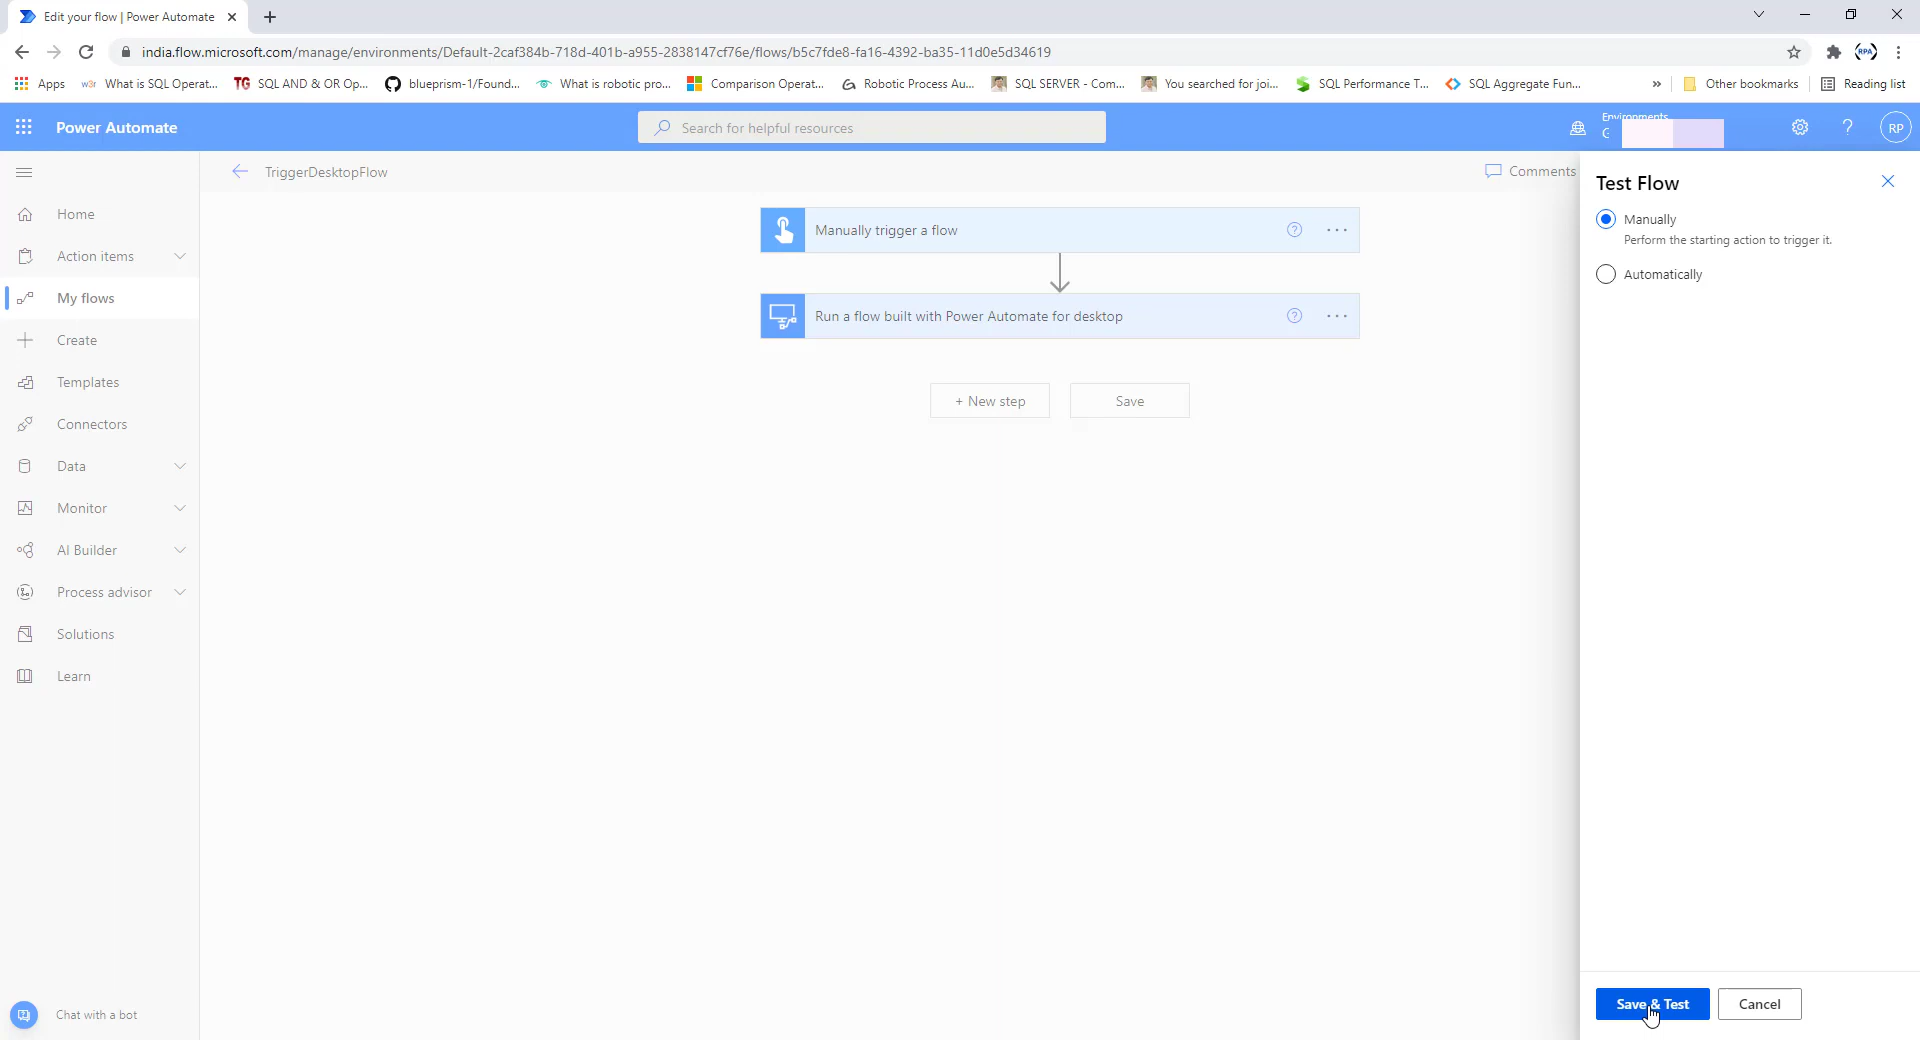 Edit your flow | Power Automate
india.flow.microsoft.com/manage/environments/Default-2caf384b-718d-401b-a955-2838147cf76e/flows/b5c7fde8-fa16-4392-ba35-11d0e5d34619
RPA
Apps
w3r What is SQL Operat...
TG SQL AND & OR Op...
blueprism-1/Found...
What is robotic pro...
Comparison Operat...
Robotic Process Au...
SQL SERVER - Com...
You searched for joi...
SQL Performance T...
SQL Aggregate Fun...
»
Other bookmarks
Reading list
Power Automate
Search for helpful resources
Environments
G
?
RP
TriggerDesktopFlow
Comments
Home
Action items
My flows
Create
Templates
Connectors
Data
Monitor
AI Builder
Process advisor
Solutions
Learn
Chat with a bot
Manually trigger a flow
Run a flow built with Power Automate for desktop
+ New step
Save
Test Flow
Manually
Perform the starting action to trigger it.
Automatically
Save & Test
Cancel